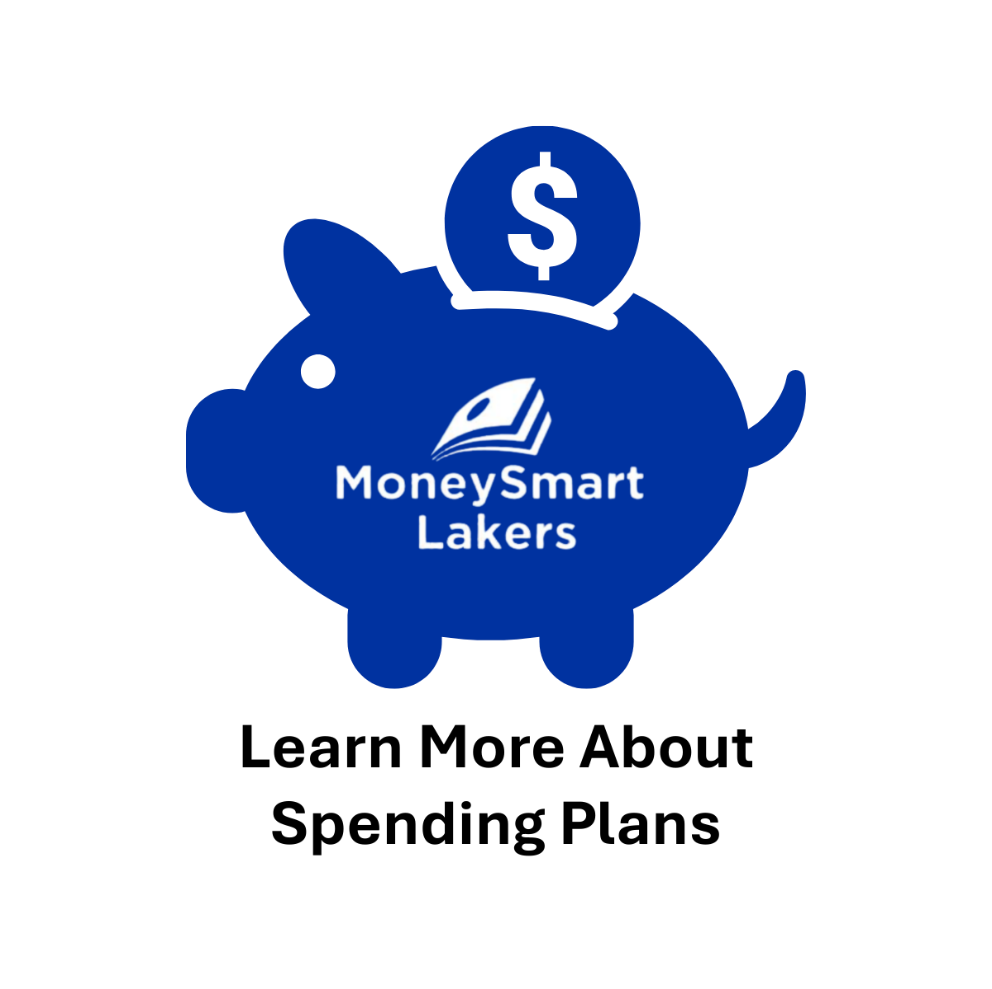 $
MoneySmart
Lakers
Learn More About
Spending Plans